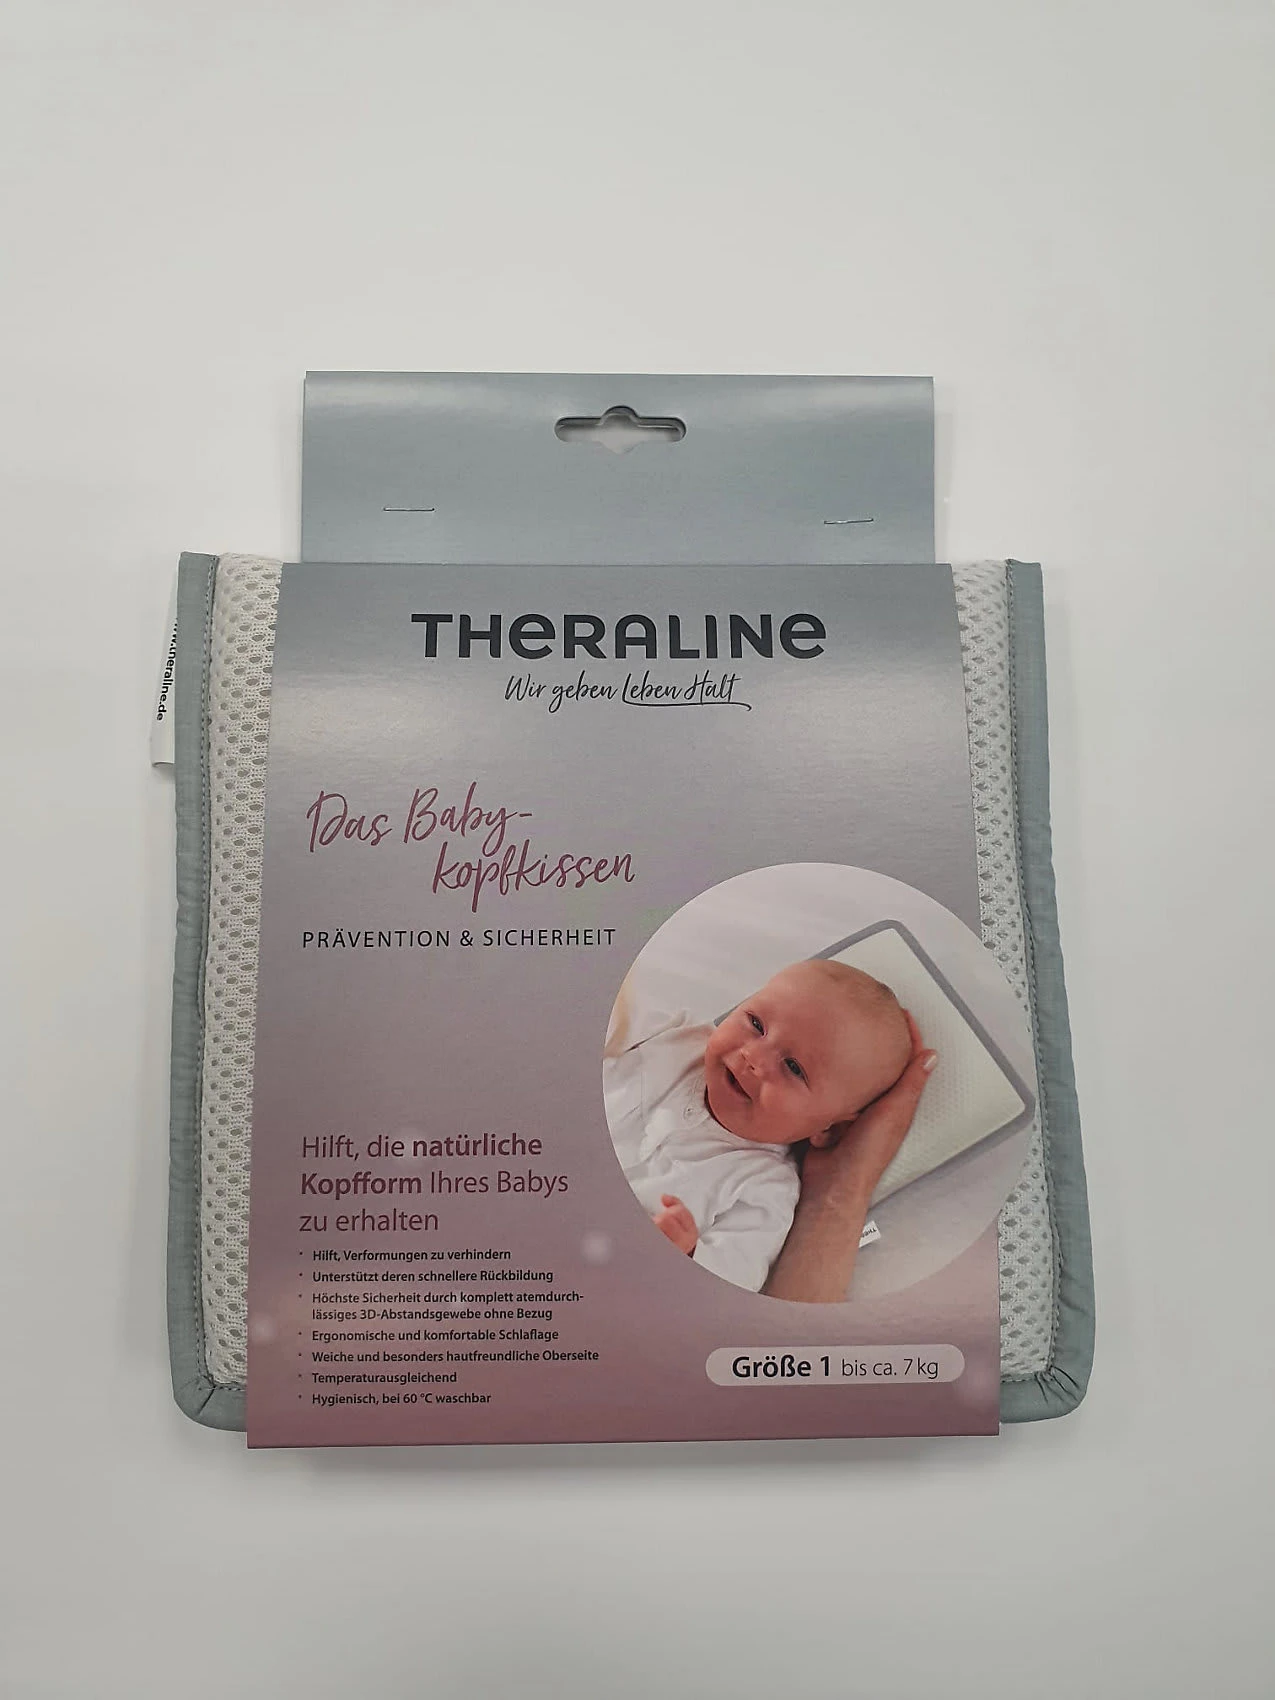 THERALINE
Wir geben Leben Halt
www.theraline.de
Das Baby-
kopfkissen
PRÄVENTION & SICHERHEIT
Hilft, die natürliche
Kopfform Ihres Babys
zu erhalten
• Hilft, Verformungen zu verhindern
• Unterstützt deren schnellere Rückbildung
• Höchste Sicherheit durch komplett atemdurch-
lässiges 3D-Abstandsgewebe ohne Bezug
• Ergonomische und komfortable Schlaflage
• Weiche und besonders hautfreundliche Oberseite
• Temperaturausgleichend
• Hygienisch, bei 60 °C waschbar
Größe 1 bis ca. 7 kg